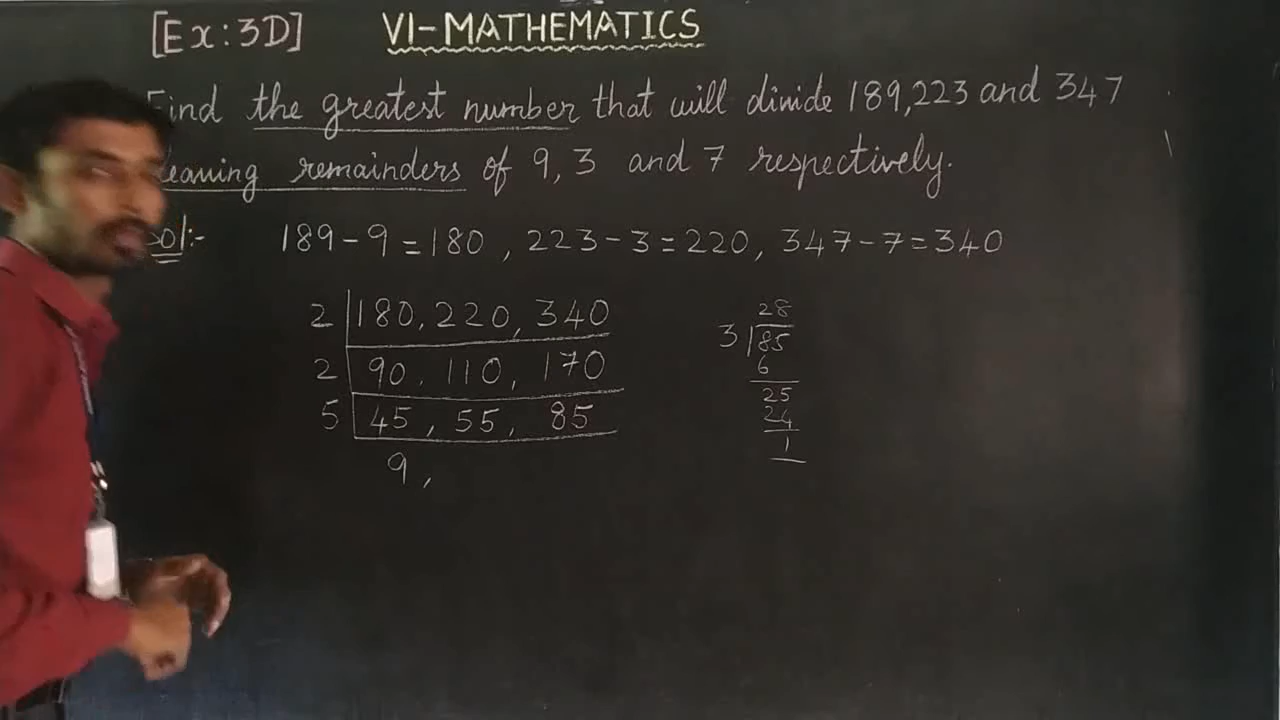 [Ex:3D] VI-MATHEMATICS
Find the greatest number that will divide 189,223 and 347
leaving remainders of 9, 3 and 7 respectively.
Sol:- 189-9=180, 223-3=220, 347-7=340
2 180, 220, 340
2 90, 110, 170
5 45, 55, 85
9,
28
3 85
6
25
24
1